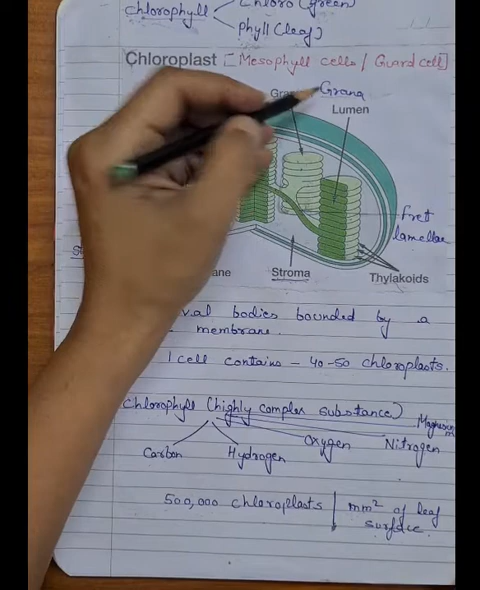 Chloro (green)
chlorophyll
phyll (leaf)
Chloroplast [Mesophyll cells / Guard cell]
Grana
Lumen
Fret
lamellae
Stroma
Thylakoids
bodies bounded by a
membrane.
1 cell contains - 40-50 chloroplasts.
Chlorophyll (highly complex substance)
Carbon Hydrogen Oxygen Nitrogen
500,000 chloroplasts | mm² of leaf
surface.